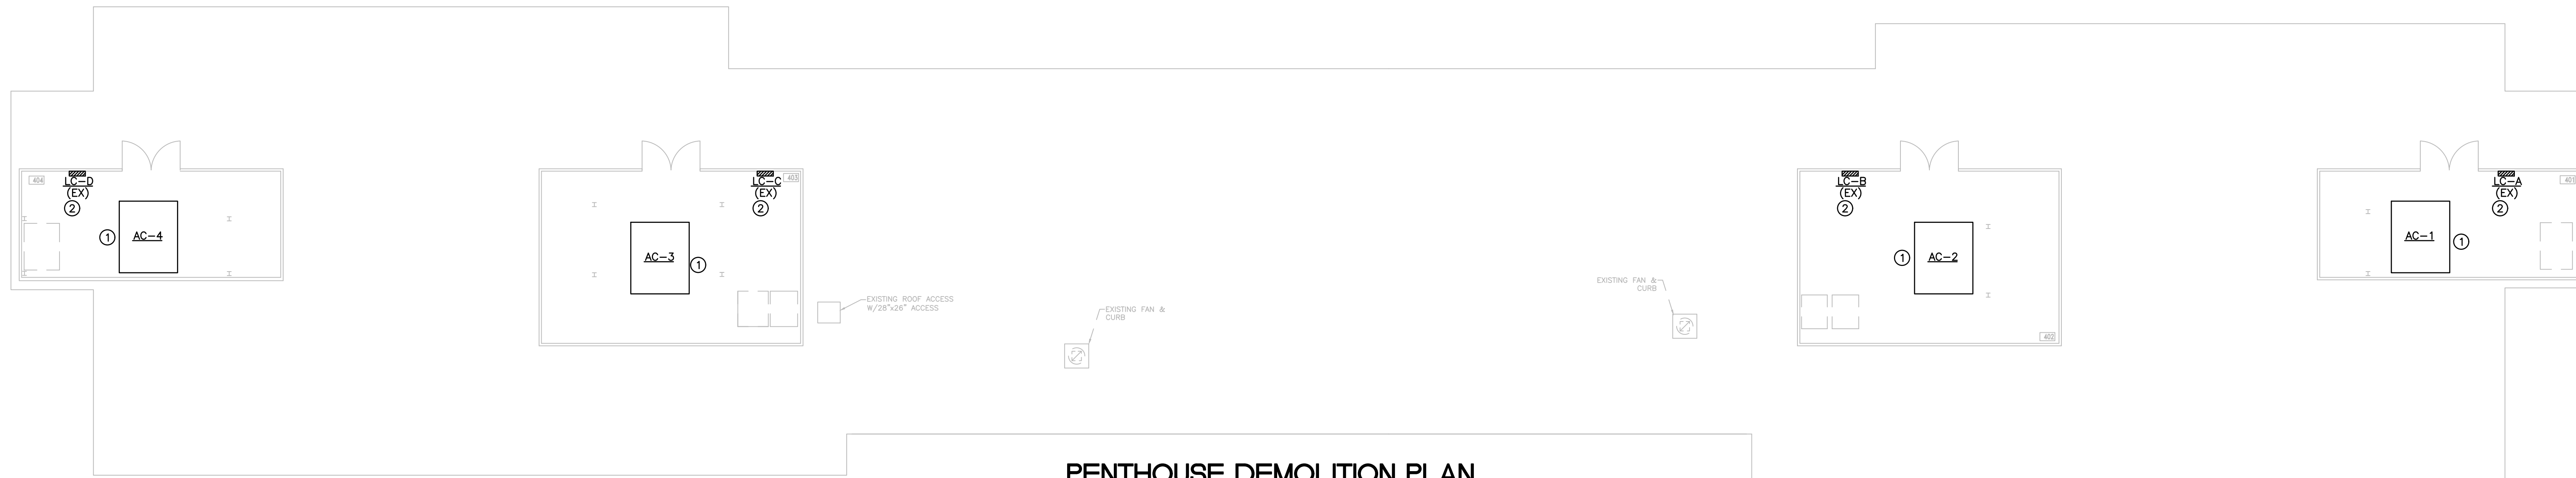 404
LC-D
(EX)
2
1
AC-4
LC-C
(EX)
2
403
AC-3
1
EXISTING ROOF ACCESS
W/28"x26" ACCESS
EXISTING FAN &
CURB
EXISTING FAN &
CURB
LC-B
(EX)
2
1
AC-2
402
LC-A
(EX)
2
401
AC-1
1
PENTHOUSE DEMOLITION PLAN